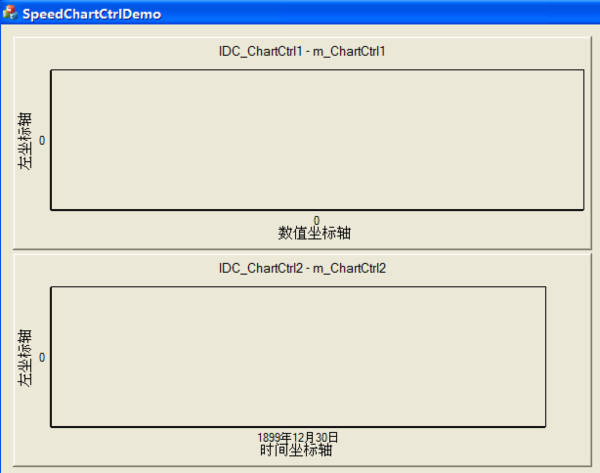 SpeedChartCtrlDemo
IDC_ChartCtrl1 - m_ChartCtrl1
左坐标轴
0
0
数值坐标轴
IDC_ChartCtrl2 - m_ChartCtrl2
左坐标轴
0
1899年12月30日
时间坐标轴